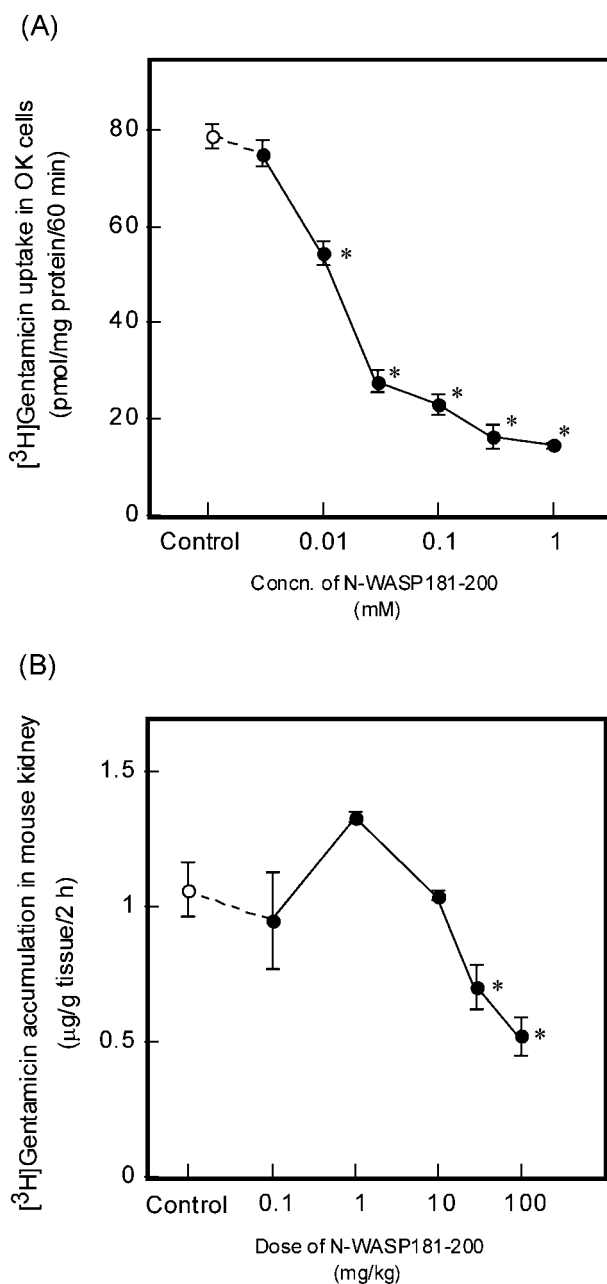 (A)
[³H]Gentamicin uptake in OK cells
(pmol/mg protein/60 min)
80
60
40
20
0
*
*
*
*
*
Control 0.01 0.1 1
Concn. of N-WASP181-200
(mM)
(B)
[³H]Gentamicin accumulation in mouse kidney
(μg/g tissue/2 h)
1.5
1
0.5
0
*
*
Control 0.1 1 10 100
Dose of N-WASP181-200
(mg/kg)